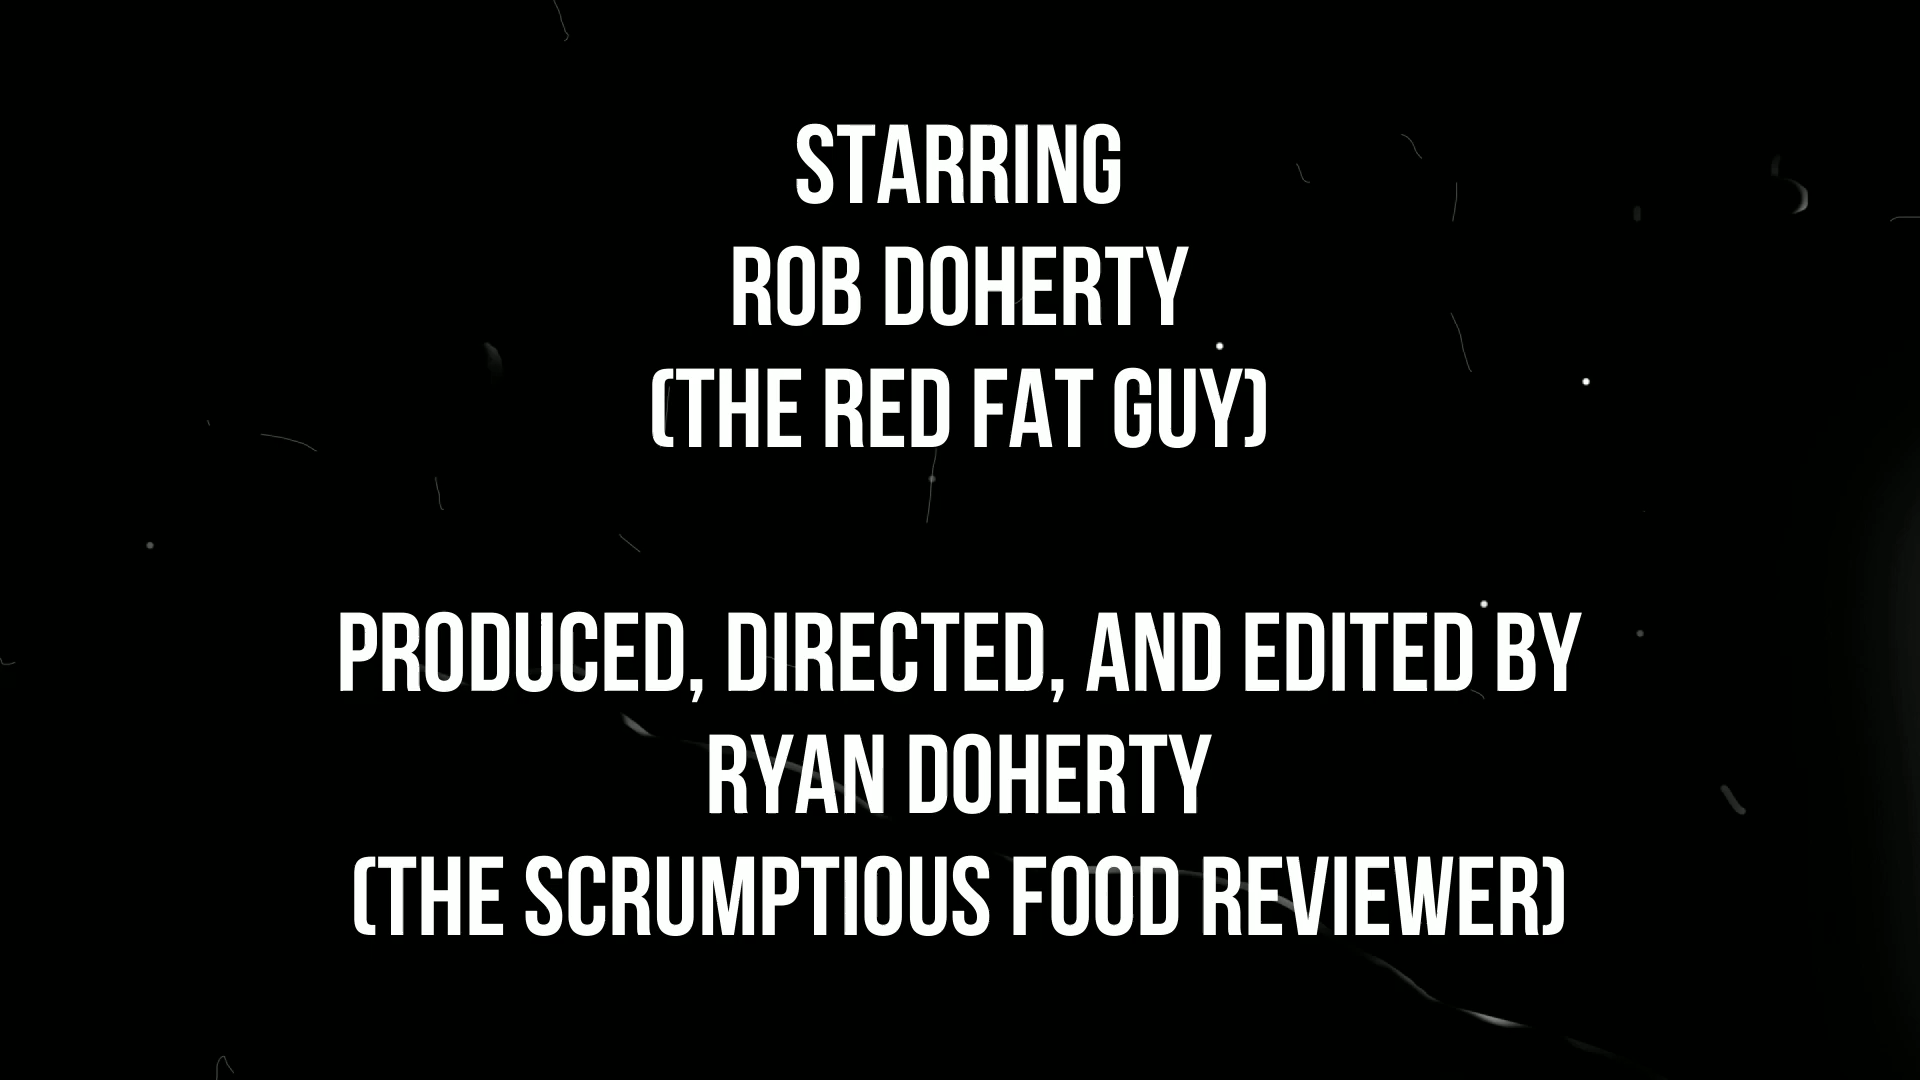 STARRING
ROB DOHERTY
(THE RED FAT GUY)
PRODUCED, DIRECTED, AND EDITED BY
RYAN DOHERTY
(THE SCRUMPTIOUS FOOD REVIEWER)